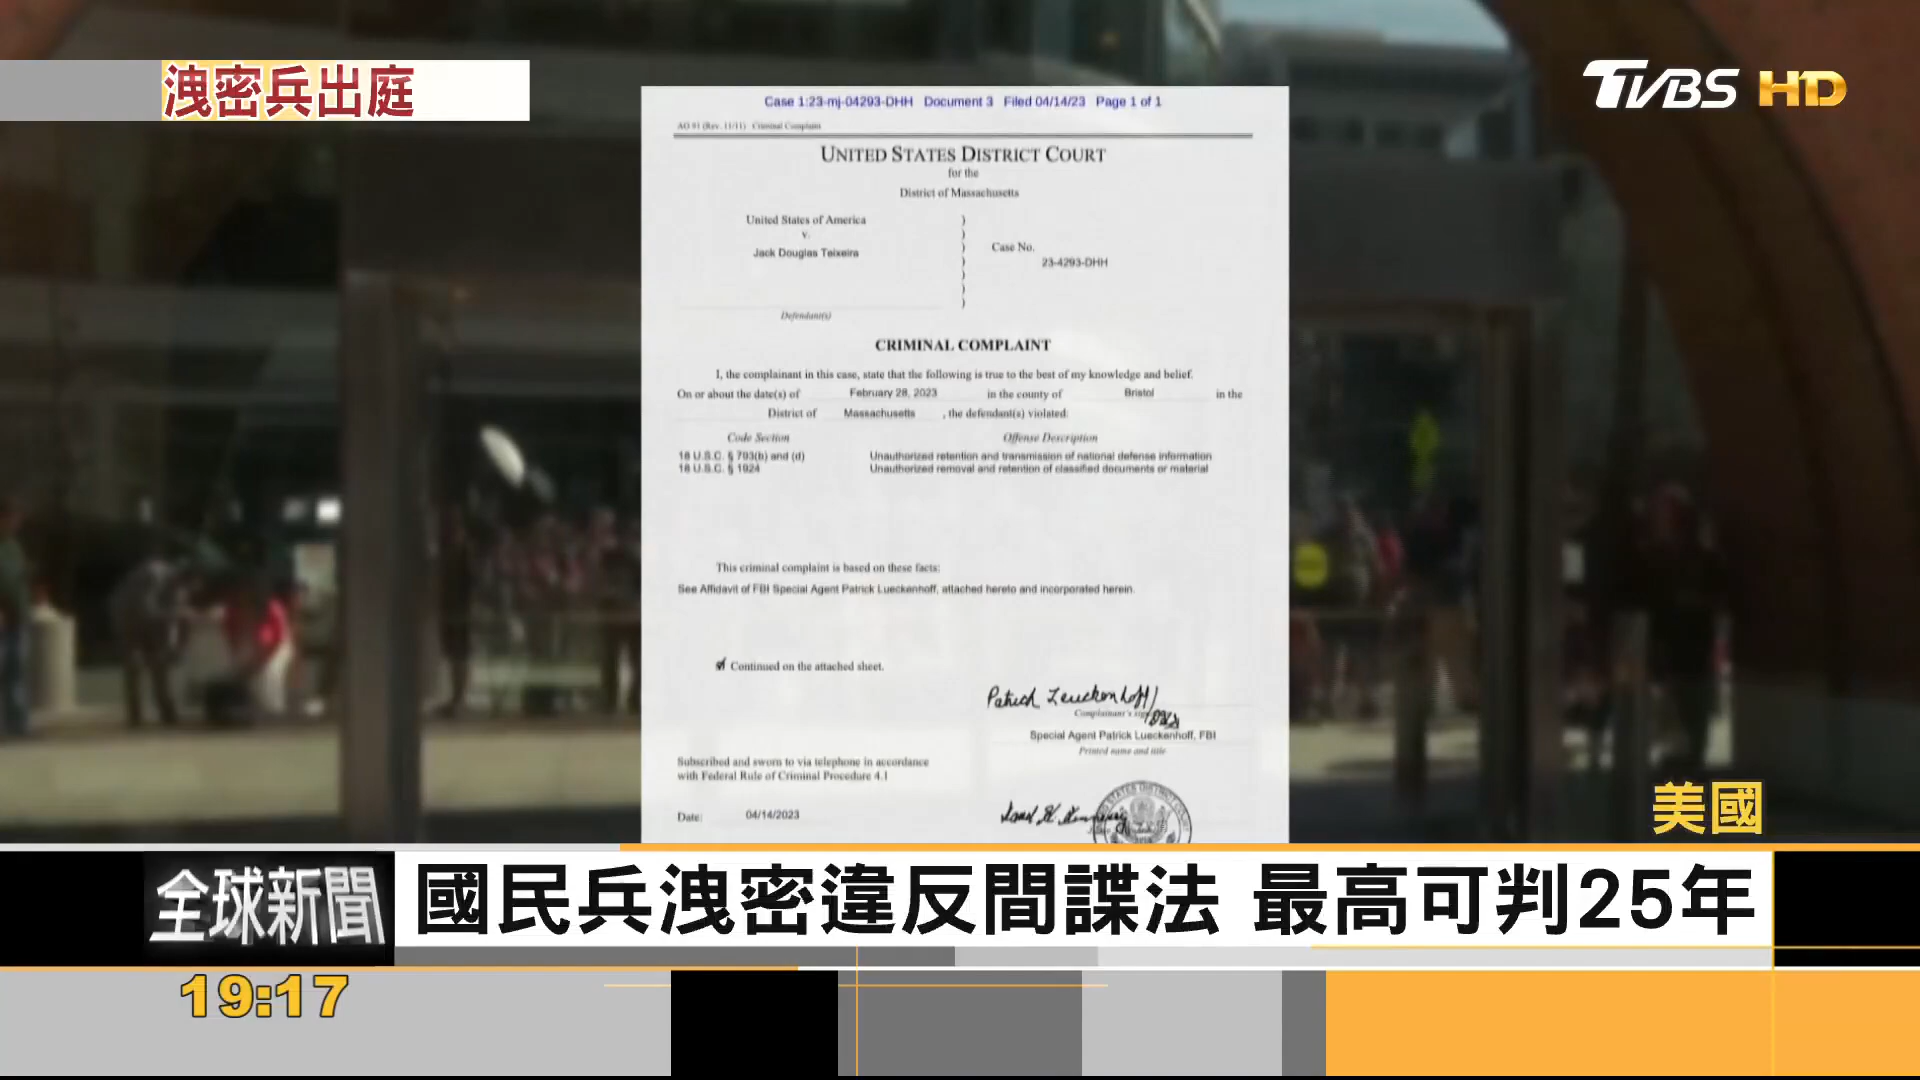 洩密兵出庭
TVBS HD
Case 1:23-mj-04293-DHH Document 3 Filed 04/14/23 Page 1 of 1
AO 91 (Rev. 11/11) Criminal Complaint
UNITED STATES DISTRICT COURT
for the
District of Massachusetts
United States of America
v.
Jack Douglas Teixeira
)
)
)
)
)
)
)
Case No.
23-4293-DHH
Defendant(s)
CRIMINAL COMPLAINT
I, the complainant in this case, state that the following is true to the best of my knowledge and belief.
On or about the date(s) of February 28, 2023 in the county of Bristol in the
District of Massachusetts , the defendant(s) violated:
Code Section Offense Description
18 U.S.C. § 793(b) and (d) Unauthorized retention and transmission of national defense information
18 U.S.C. § 1924 Unauthorized removal and retention of classified documents or material
This criminal complaint is based on these facts:
See Affidavit of FBI Special Agent Patrick Lueckenhoff, attached hereto and incorporated herein.
Continued on the attached sheet.
Patrick Lueckenhoff/
Complainant's
Special Agent Patrick Lueckenhoff, FBI
Printed name and title
Subscribed and sworn to via telephone in accordance
with Federal Rule of Criminal Procedure 4.1
Date: 04/14/2023
美國
全球新聞
國民兵洩密違反間諜法 最高可判25年
19:17